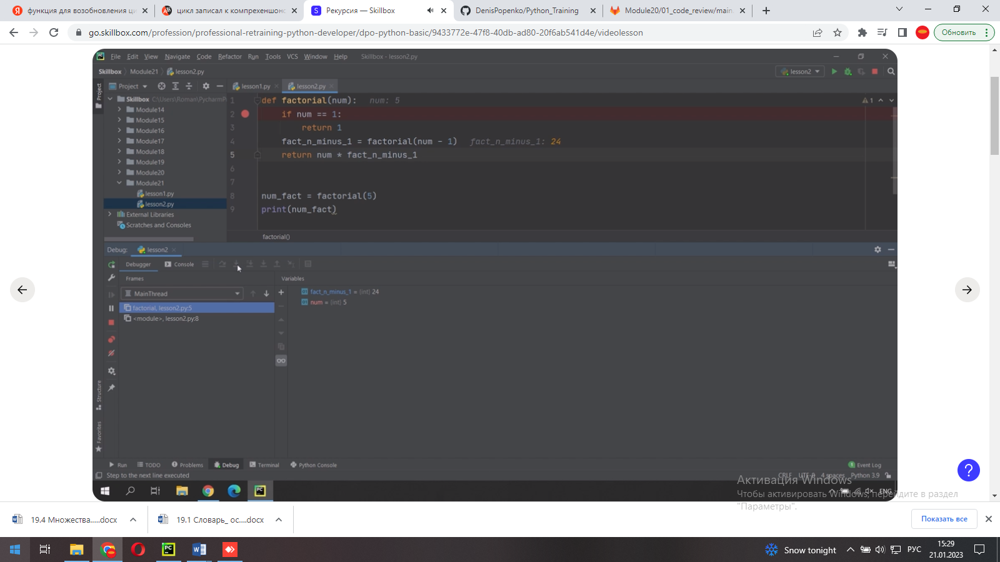 функция для возобновления ци
цикл записал к компрехеншонс
Рекурсия — Skillbox
DenisPopenko/Python_Training
Module20/01_code_review/main.
go.skillbox.com/profession/professional-retraining-python-developer/dpo-python-basic/9433772e-47f8-40db-ad80-20f6ab541d4e/videolesson
Обновить
File Edit View Navigate Code Refactor Run Tools VCS Window Help Skillbox - lesson2.py
Skillbox Module21 lesson2.py
lesson2
Project
Project
lesson1.py
lesson2.py
Skillbox C:\Users\Roman\PycharmP
Module14
Module15
Module16
Module17
Module18
Module19
Module20
Module21
lesson1.py
lesson2.py
External Libraries
Scratches and Consoles
1 def factorial(num): num: 5
2 if num == 1:
3 return 1
4 fact_n_minus_1 = factorial(num - 1) fact_n_minus_1: 24
5 return num * fact_n_minus_1
6
7
8 num_fact = factorial(5)
9 print(num_fact)
1
factorial()
Debug: lesson2
Debugger Console
Frames
Variables
MainThread
factorial, lesson2.py:5
<module>, lesson2.py:8
fact_n_minus_1 = {int} 24
num = {int} 5
Structure
Favorites
Run TODO Problems Debug Terminal Python Console
1 Event Log
Step to the next line executed
CRLF UTF-8 4 spaces Python 3.9
ENG
Активация Windows
Чтобы активировать Windows, перейдите в раздел
"Параметры".
19.4 Множества.....docx
19.1 Словарь_ ос....docx
Показать все
Snow tonight
РУС
15:29
21.01.2023